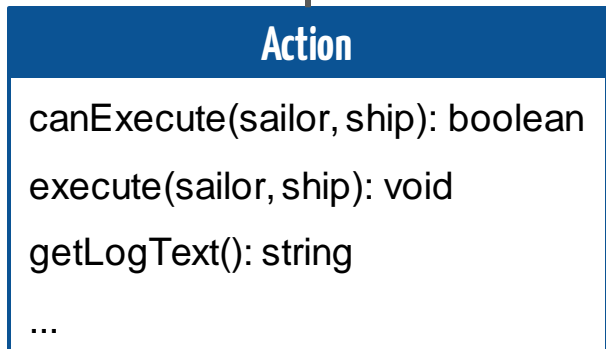 Action
canExecute(sailor, ship): boolean
execute(sailor, ship): void
getLogText(): string
...